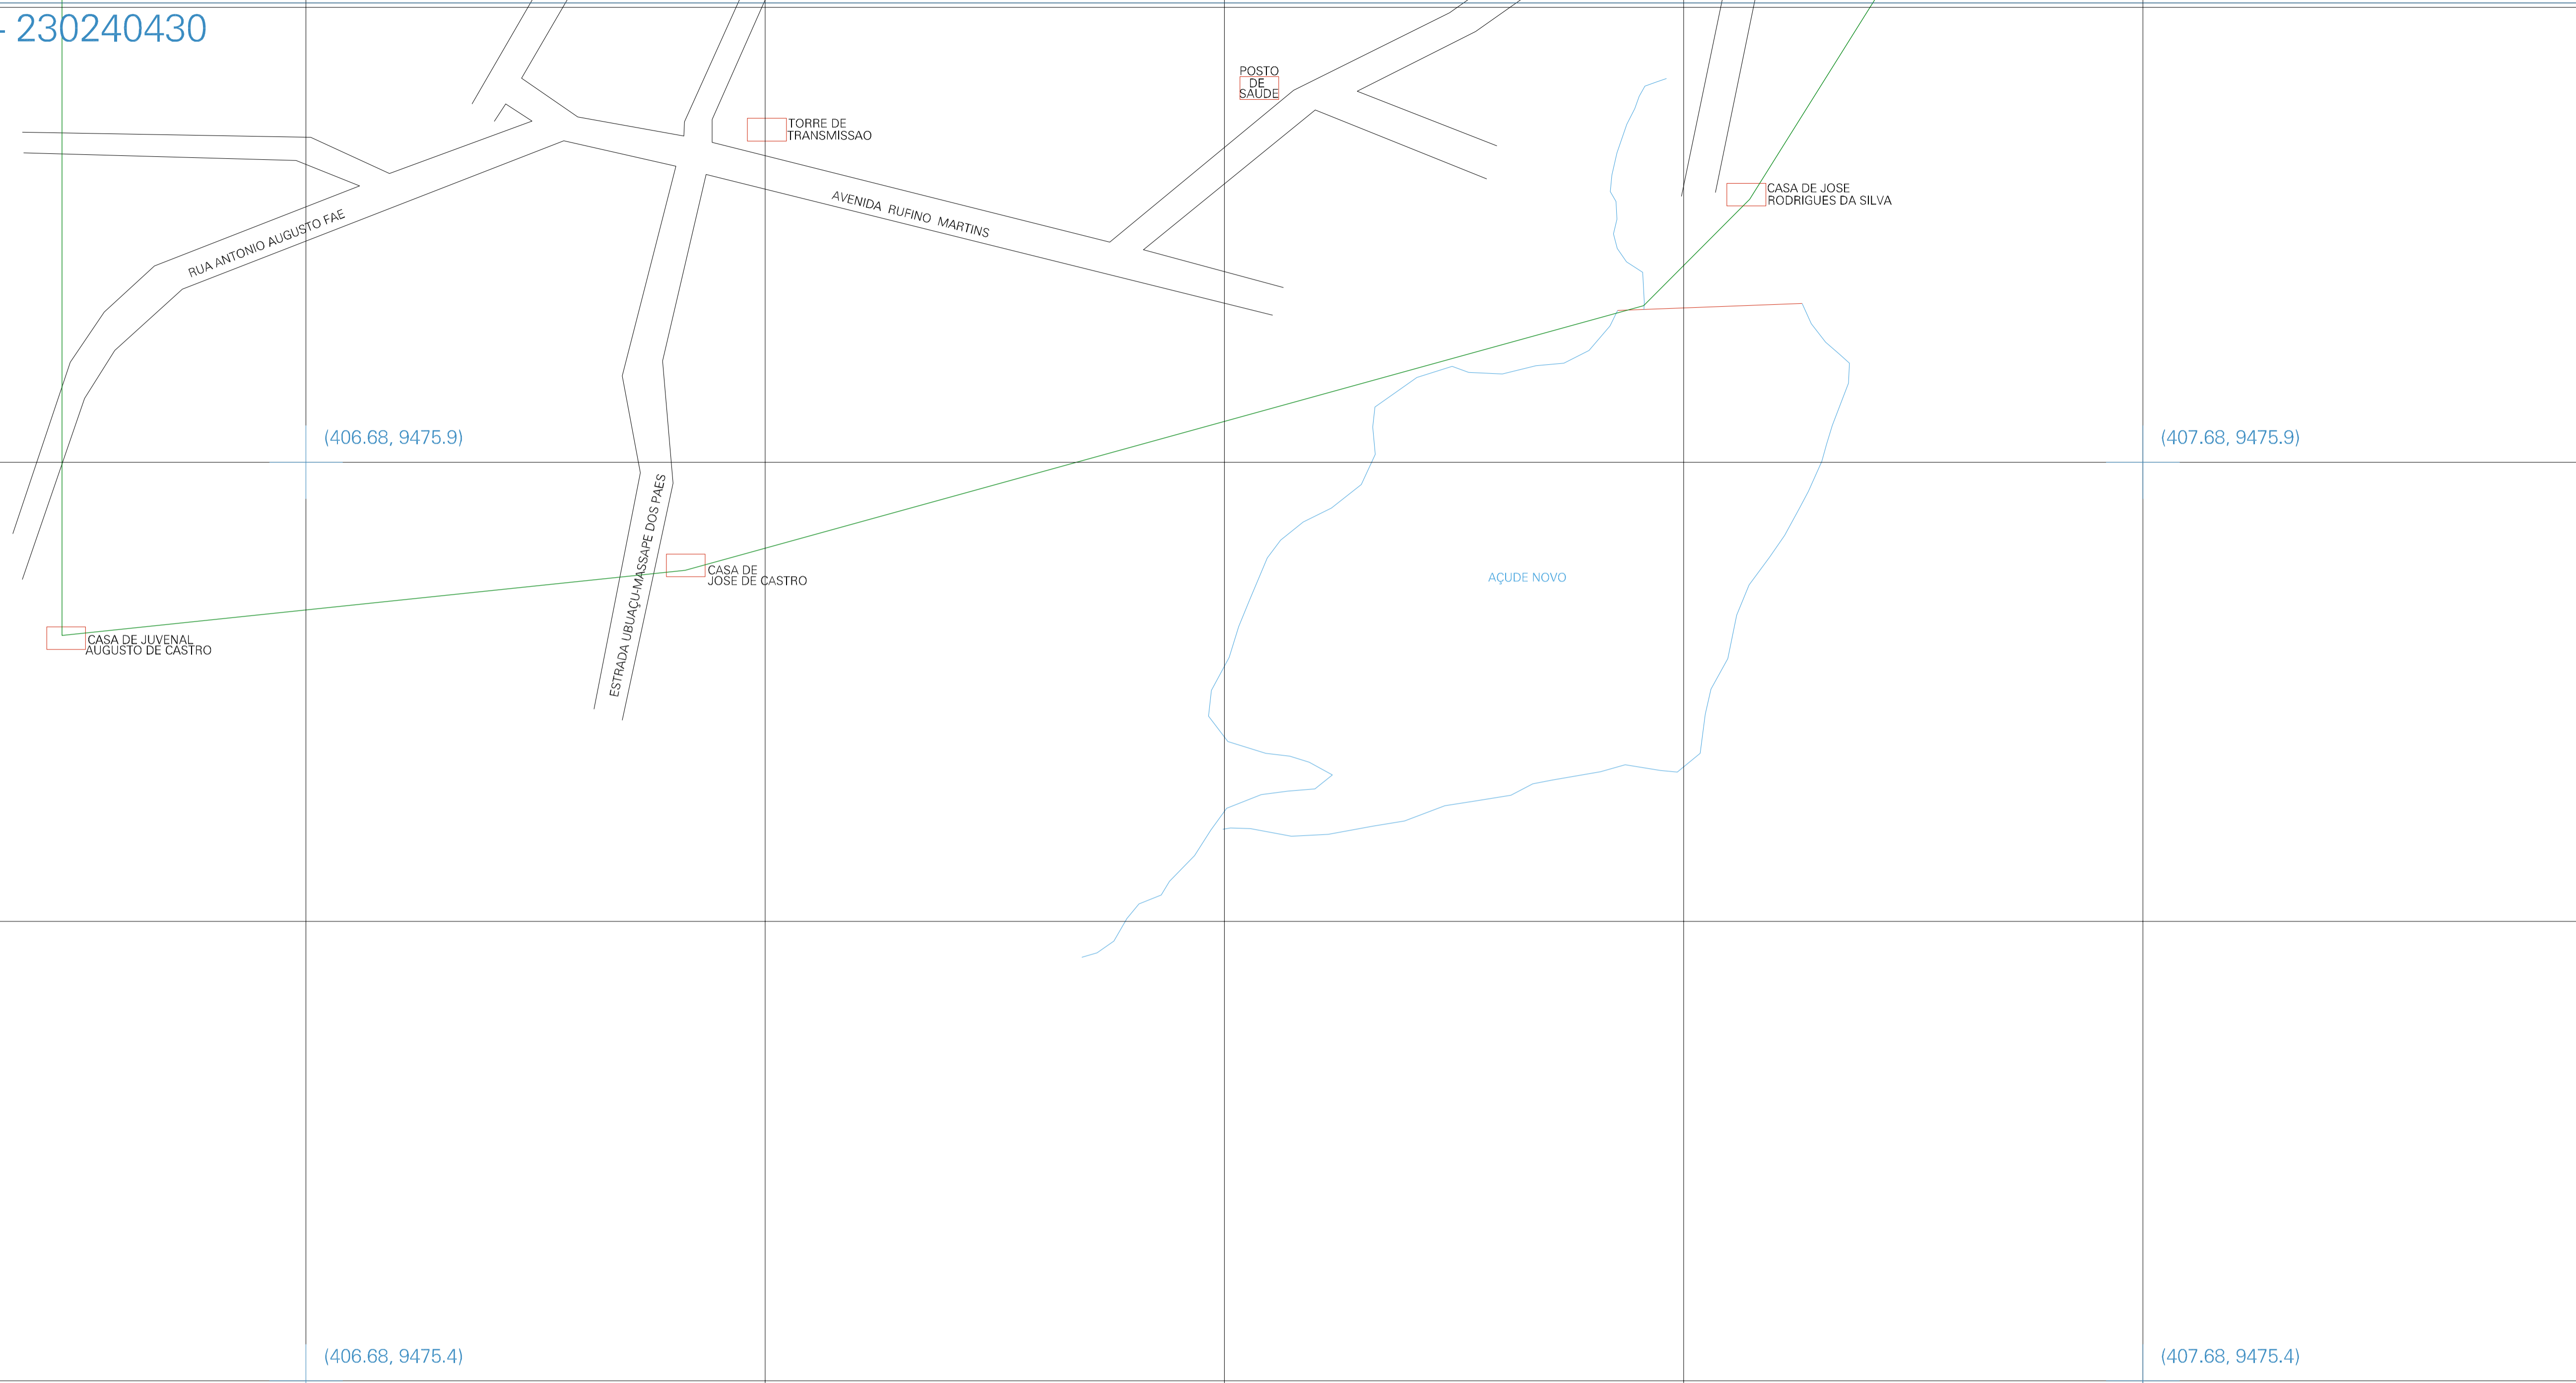 - 230240430
POSTO
DE
SAUDE
TORRE DE
TRANSMISSAO
CASA DE JOSE
RODRIGUES DA SILVA
AVENIDA RUFINO MARTINS
RUA ANTONIO AUGUSTO FAE
(406.68, 9475.9)
(407.68, 9475.9)
ESTRADA UBUAÇU-MASSAPE DOS PAES
CASA DE
JOSE DE CASTRO
AÇUDE NOVO
CASA DE JUVENAL
AUGUSTO DE CASTRO
(406.68, 9475.4)
(407.68, 9475.4)